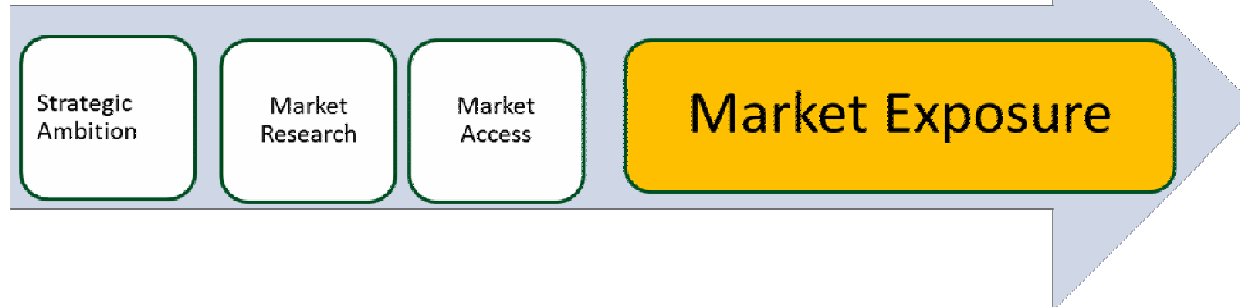 Strategic
Ambition
Market
Research
Market
Access
Market Exposure